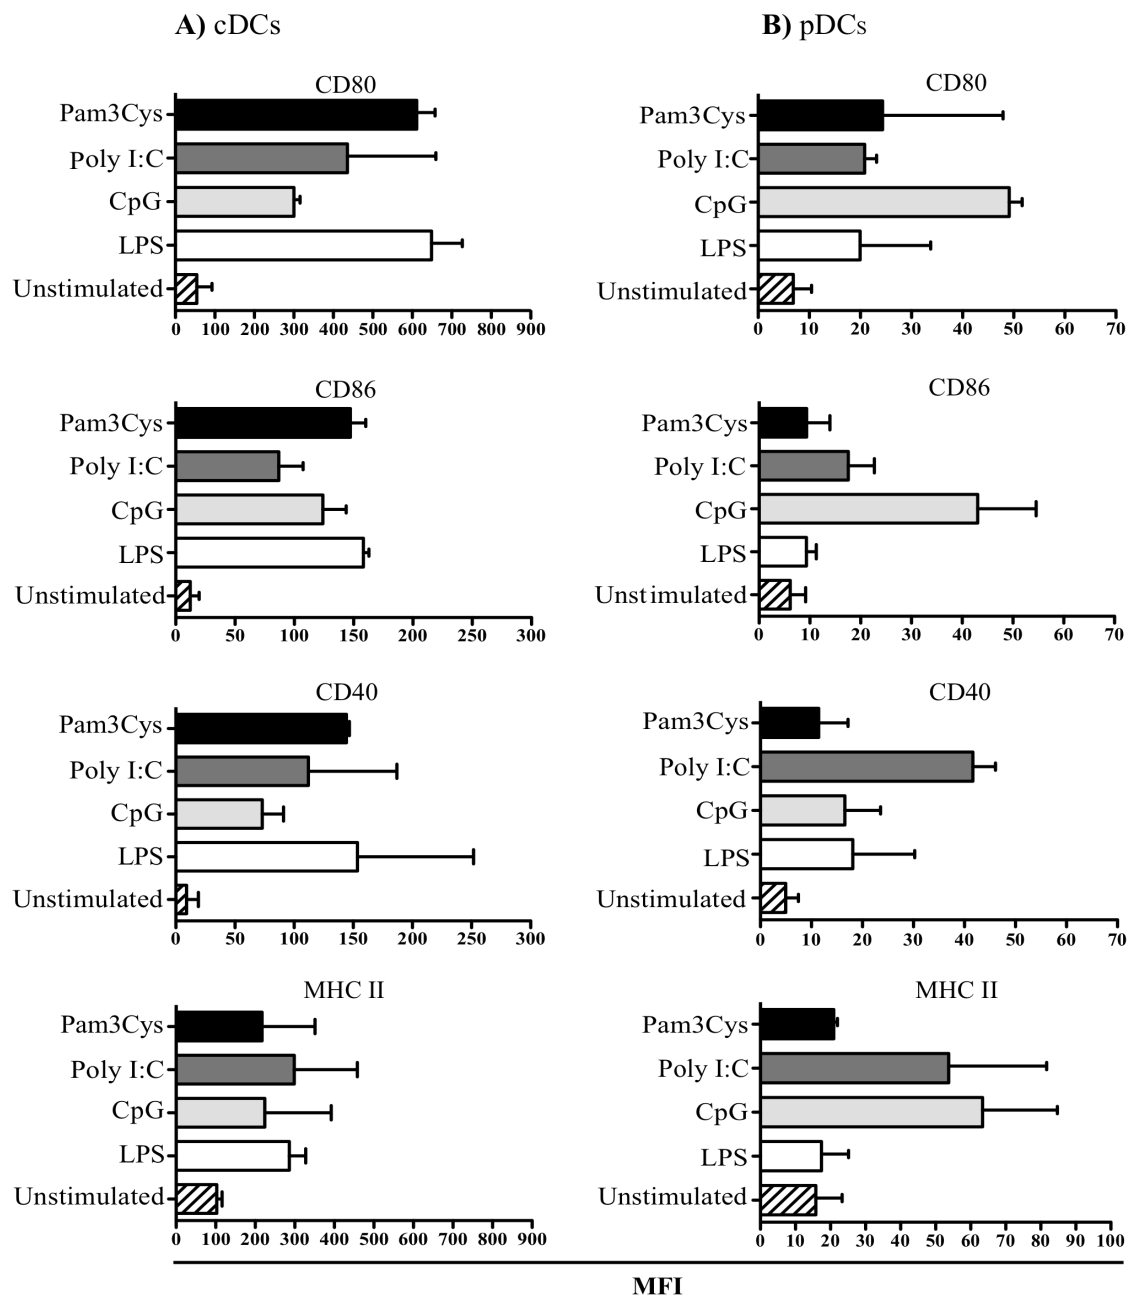 A) cDCs
CD80
Pam3Cys
Poly I:C
CpG
LPS
Unstimulated
0 100 200 300 400 500 600 700 800 900
CD86
Pam3Cys
Poly I:C
CpG
LPS
Unstimulated
0 50 100 150 200 250 300
CD40
Pam3Cys
Poly I:C
CpG
LPS
Unstimulated
0 50 100 150 200 250 300
MHC II
Pam3Cys
Poly I:C
CpG
LPS
Unstimulated
0 100 200 300 400 500 600 700 800 900
B) pDCs
CD80
Pam3Cys
Poly I:C
CpG
LPS
Unstimulated
0 10 20 30 40 50 60 70
CD86
Pam3Cys
Poly I:C
CpG
LPS
Unstimulated
0 10 20 30 40 50 60 70
CD40
Pam3Cys
Poly I:C
CpG
LPS
Unstimulated
0 10 20 30 40 50 60 70
MHC II
Pam3Cys
Poly I:C
CpG
LPS
Unstimulated
0 10 20 30 40 50 60 70 80 90 100
MFI